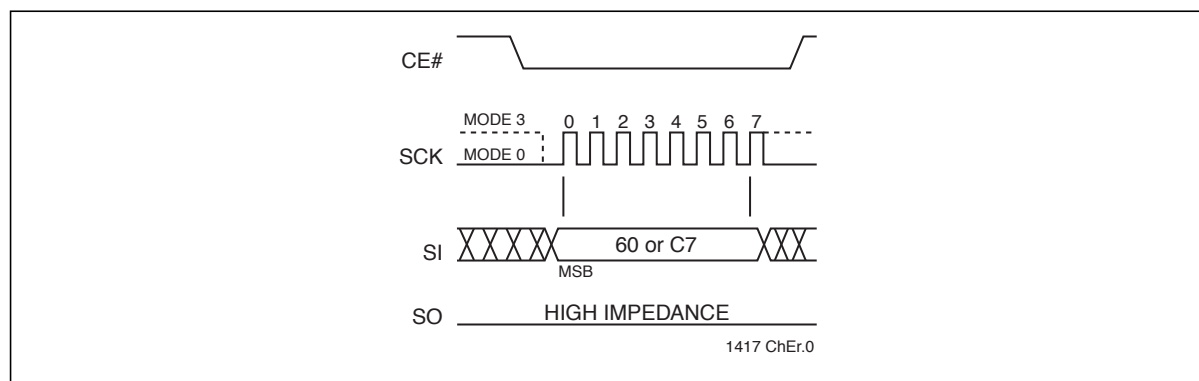 CE#
MODE 3
0 1 2 3 4 5 6 7
SCK
MODE 0
SI
60 or C7
MSB
SO
HIGH IMPEDANCE
1417 ChEr.0